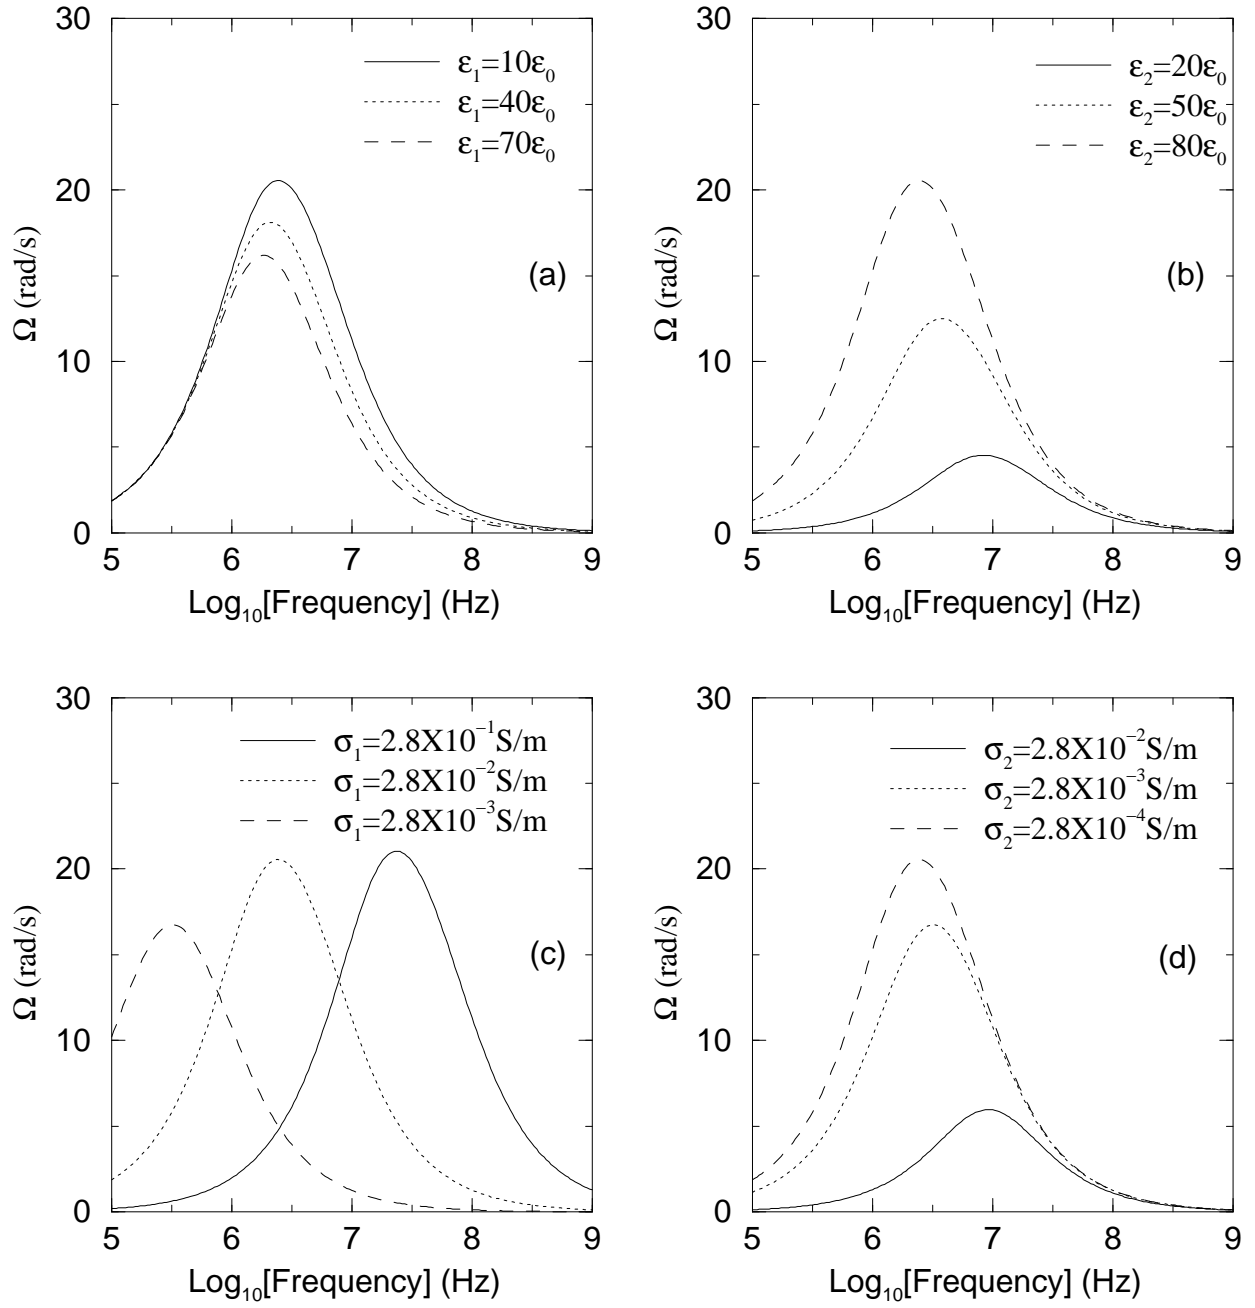 30
20
10
0
5 6 7 8 9
Ω (rad/s)
Log₁₀[Frequency] (Hz)
ε₁=10ε₀
ε₁=40ε₀
ε₁=70ε₀
(a)
30
20
10
0
5 6 7 8 9
Ω (rad/s)
Log₁₀[Frequency] (Hz)
ε₂=20ε₀
ε₂=50ε₀
ε₂=80ε₀
(b)
30
20
10
0
5 6 7 8 9
Ω (rad/s)
Log₁₀[Frequency] (Hz)
σ₁=2.8X10⁻¹S/m
σ₁=2.8X10⁻²S/m
σ₁=2.8X10⁻³S/m
(c)
30
20
10
0
5 6 7 8 9
Ω (rad/s)
Log₁₀[Frequency] (Hz)
σ₂=2.8X10⁻²S/m
σ₂=2.8X10⁻³S/m
σ₂=2.8X10⁻⁴S/m
(d)